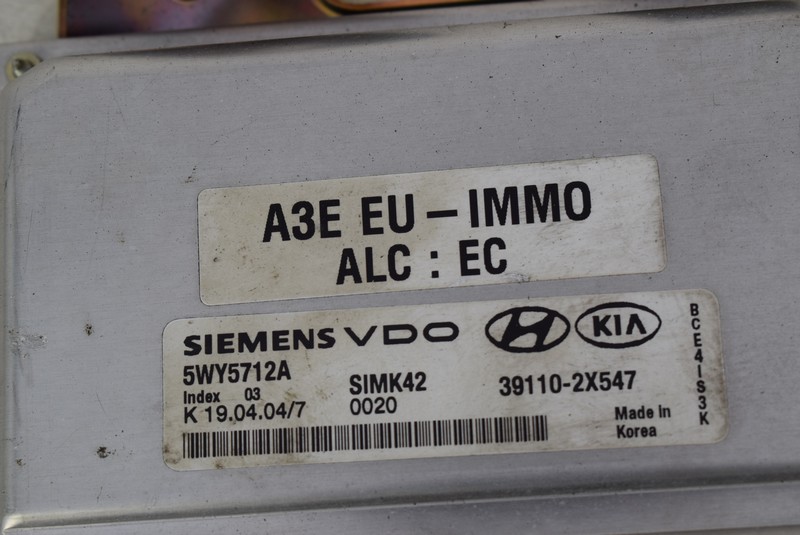 A3E EU-IMMO
ALC : EC
SIEMENS VDO KIA
5WY5712A
Index 03
K 19.04.04/7
SIMK42
0020
39110-2X547
Made in
Korea
BCE4IS3K